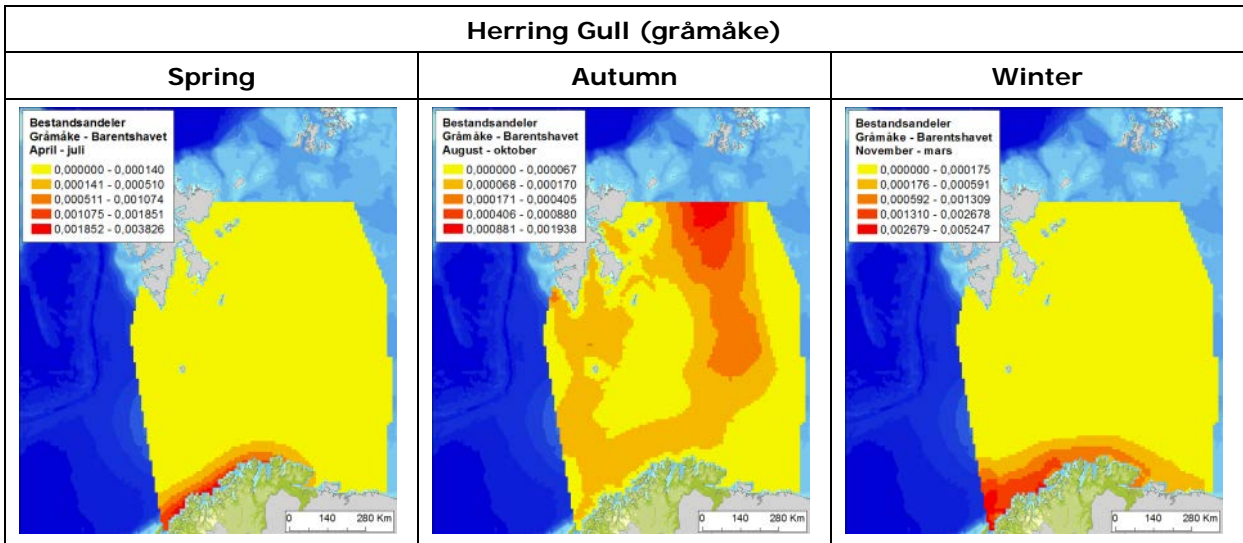 Herring Gull (gråmåke)
Spring
Autumn
Winter
Bestandsandeler
Gråmåke - Barentshavet
April - juli
0,000000 - 0,000140
0,000141 - 0,000510
0,000511 - 0,001074
0,001075 - 0,001851
0,001852 - 0,003826
0 140 280 Km
Bestandsandeler
Gråmåke - Barentshavet
August - oktober
0,000000 - 0,000067
0,000068 - 0,000170
0,000171 - 0,000405
0,000406 - 0,000880
0,000881 - 0,001938
0 140 280 Km
Bestandsandeler
Gråmåke - Barentshavet
November - mars
0,000000 - 0,000175
0,000176 - 0,000591
0,000592 - 0,001309
0,001310 - 0,002678
0,002679 - 0,005247
0 140 280 Km